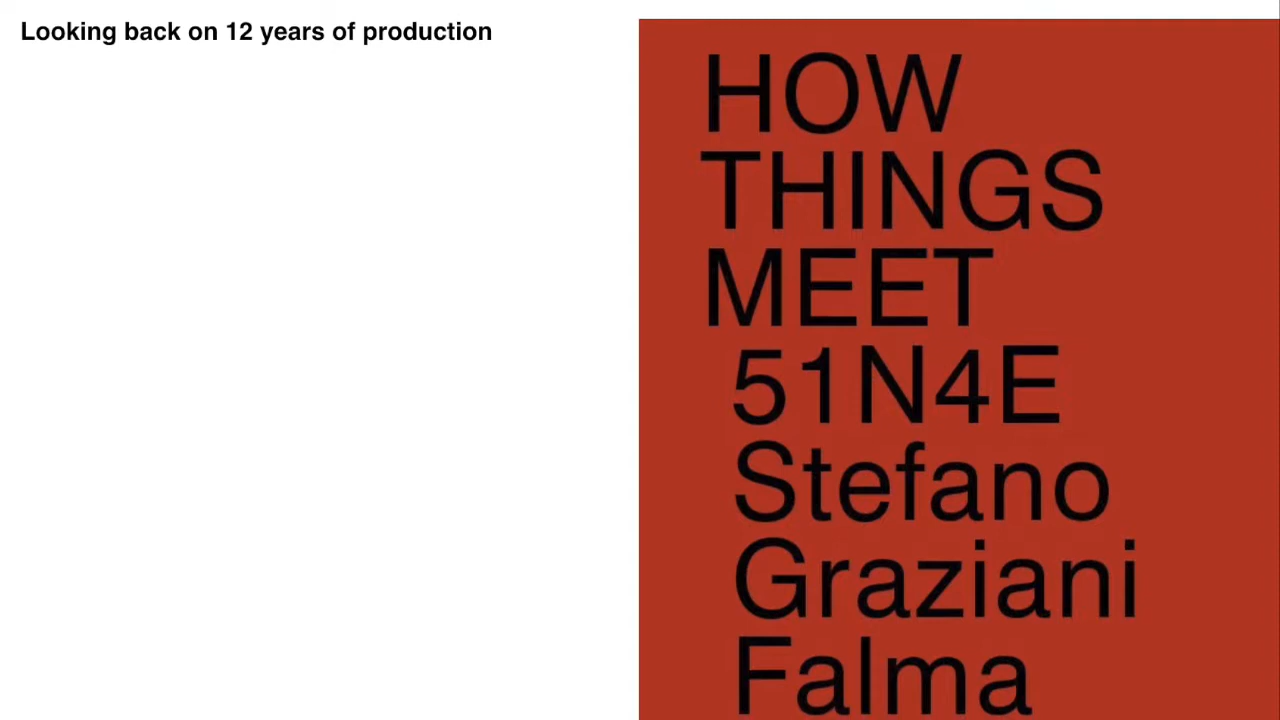 Looking back on 12 years of production
HOW
THINGS
MEET
51N4E
Stefano
Graziani
Falma